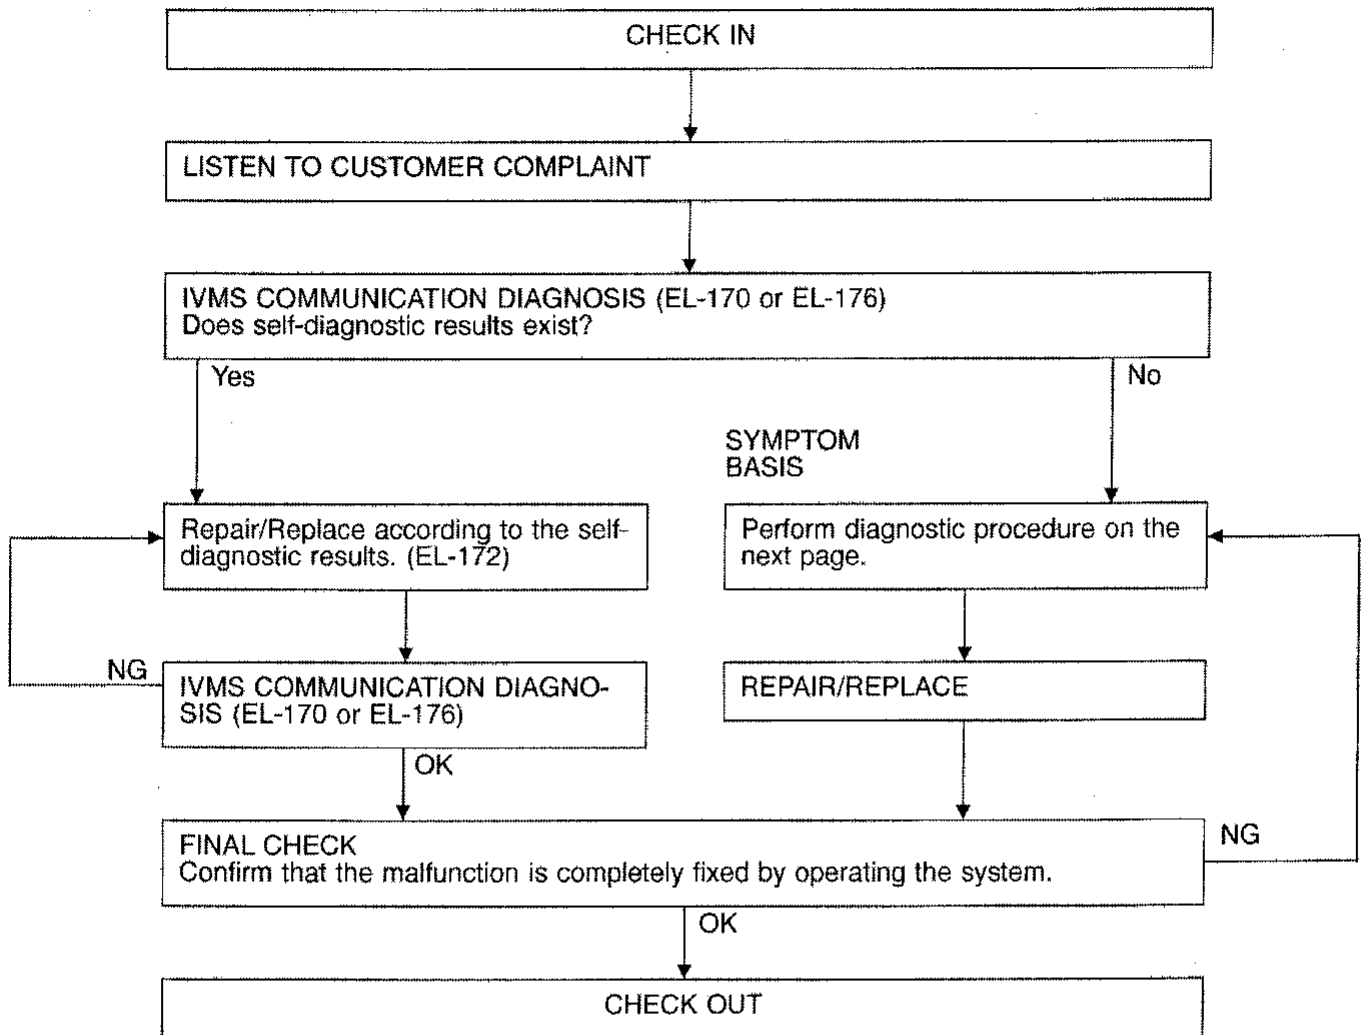 CHECK IN
LISTEN TO CUSTOMER COMPLAINT
IVMS COMMUNICATION DIAGNOSIS (EL-170 or EL-176)
Does self-diagnostic results exist?
Yes
No
SYMPTOM
BASIS
Repair/Replace according to the self-
diagnostic results. (EL-172)
Perform diagnostic procedure on the
next page.
NG
IVMS COMMUNICATION DIAGNO-
SIS (EL-170 or EL-176)
REPAIR/REPLACE
OK
FINAL CHECK
Confirm that the malfunction is completely fixed by operating the system.
NG
OK
CHECK OUT